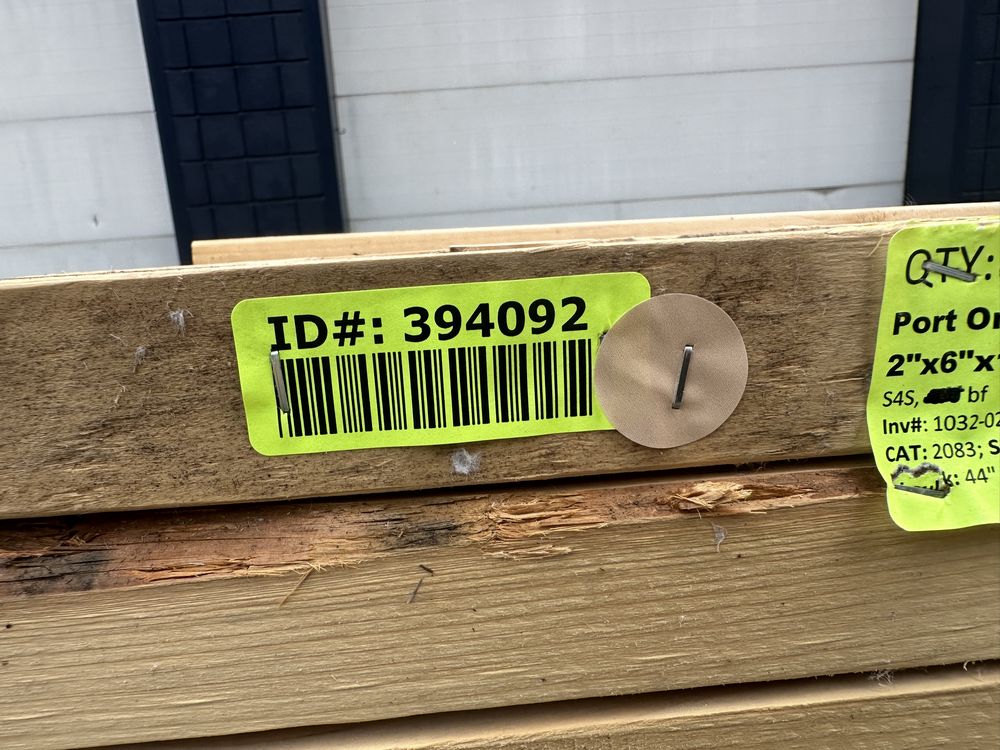 ID#: 394092
QTY:
Port Or
2"x6"x
S4S, bf
Inv#: 1032-02
CAT: 2083; S
k: 44"